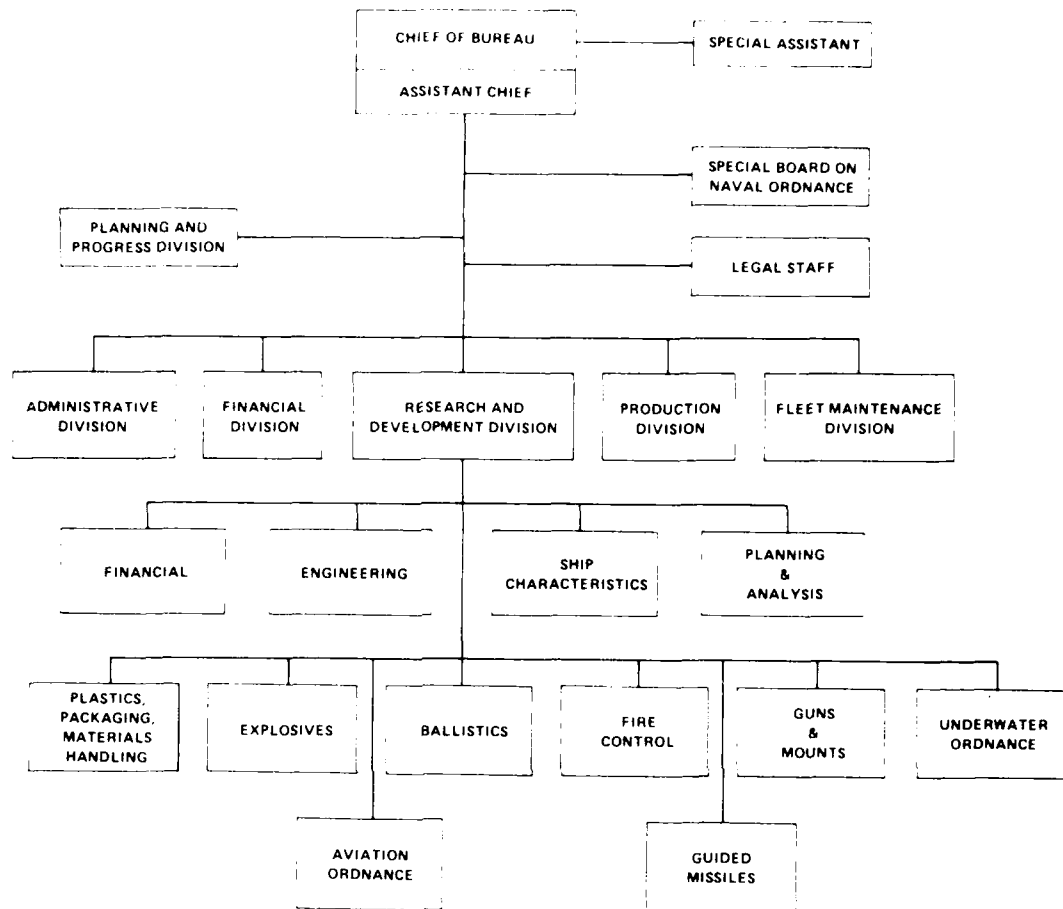 CHIEF OF BUREAU
SPECIAL ASSISTANT
ASSISTANT CHIEF
SPECIAL BOARD ON
NAVAL ORDNANCE
PLANNING AND
PROGRESS DIVISION
LEGAL STAFF
ADMINISTRATIVE
DIVISION
FINANCIAL
DIVISION
RESEARCH AND
DEVELOPMENT DIVISION
PRODUCTION
DIVISION
FLEET MAINTENANCE
DIVISION
FINANCIAL
ENGINEERING
SHIP
CHARACTERISTICS
PLANNING
&
ANALYSIS
PLASTICS,
PACKAGING,
MATERIALS
HANDLING
EXPLOSIVES
BALLISTICS
FIRE
CONTROL
GUNS
&
MOUNTS
UNDERWATER
ORDNANCE
AVIATION
ORDNANCE
GUIDED
MISSILES